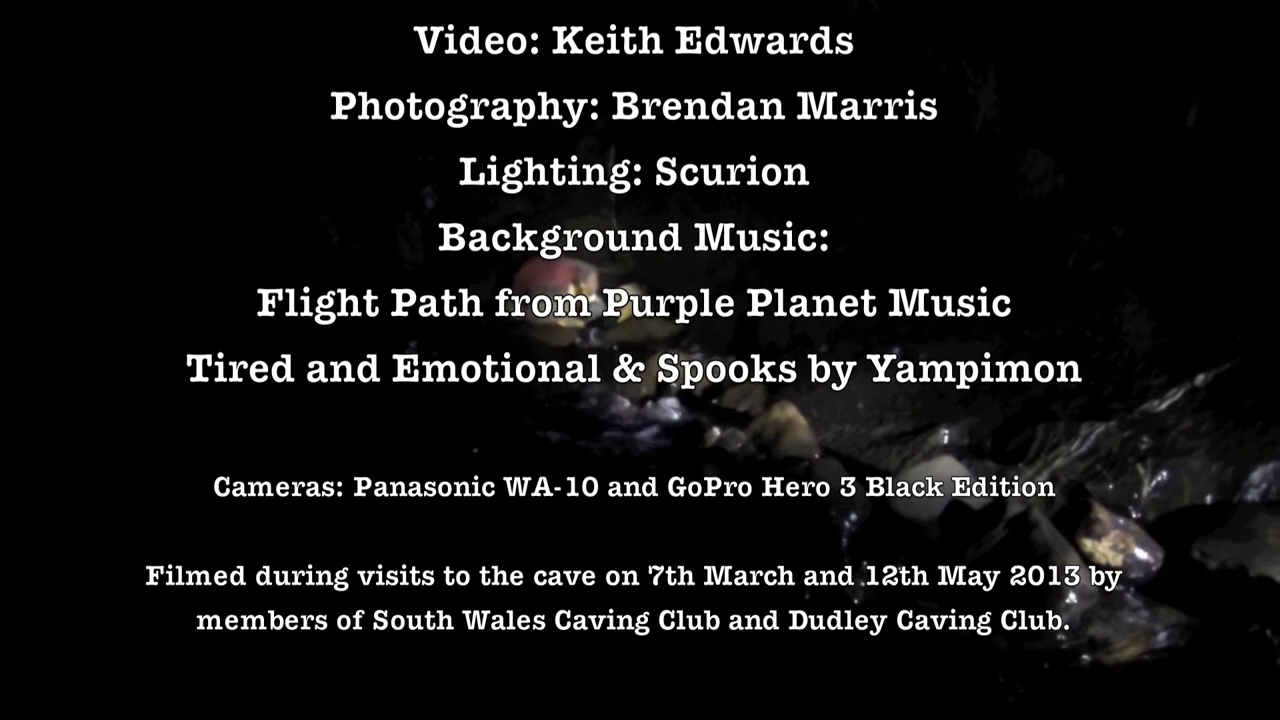 Video: Keith Edwards
Photography: Brendan Marris
Lighting: Scurion
Background Music:
Flight Path from Purple Planet Music
Tired and Emotional & Spooks by Yampimon
Cameras: Panasonic WA-10 and GoPro Hero 3 Black Edition
Filmed during visits to the cave on 7th March and 12th May 2013 by
members of South Wales Caving Club and Dudley Caving Club.